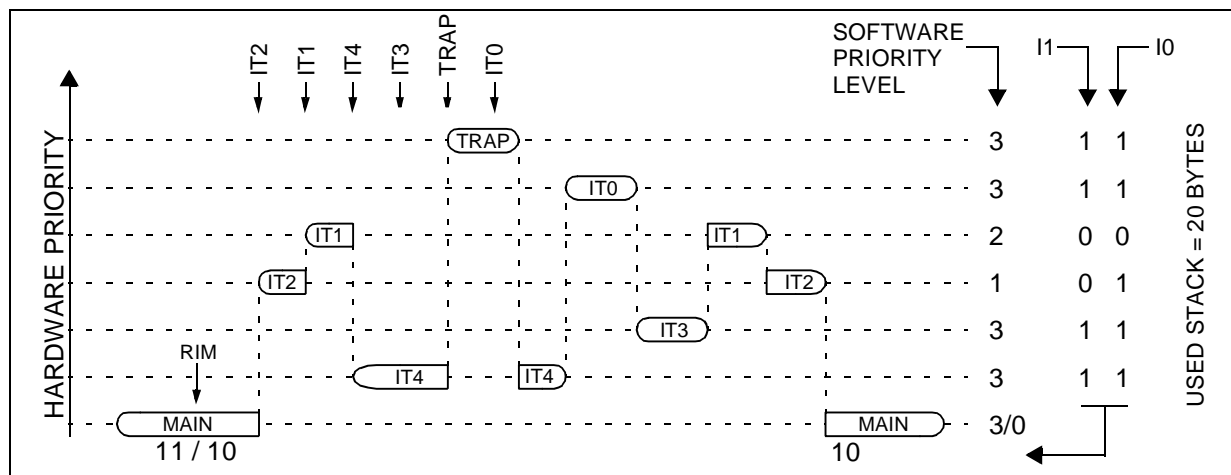 SOFTWARE
PRIORITY
LEVEL
I1
I0
IT2
IT1
IT4
IT3
TRAP
IT0
HARDWARE PRIORITY
USED STACK = 20 BYTES
TRAP
3
1 1
IT0
3
1 1
IT1
IT1
2
0 0
IT2
IT2
1
0 1
IT3
3
1 1
RIM
IT4
IT4
3
1 1
MAIN
MAIN
3/0
11 / 10
10